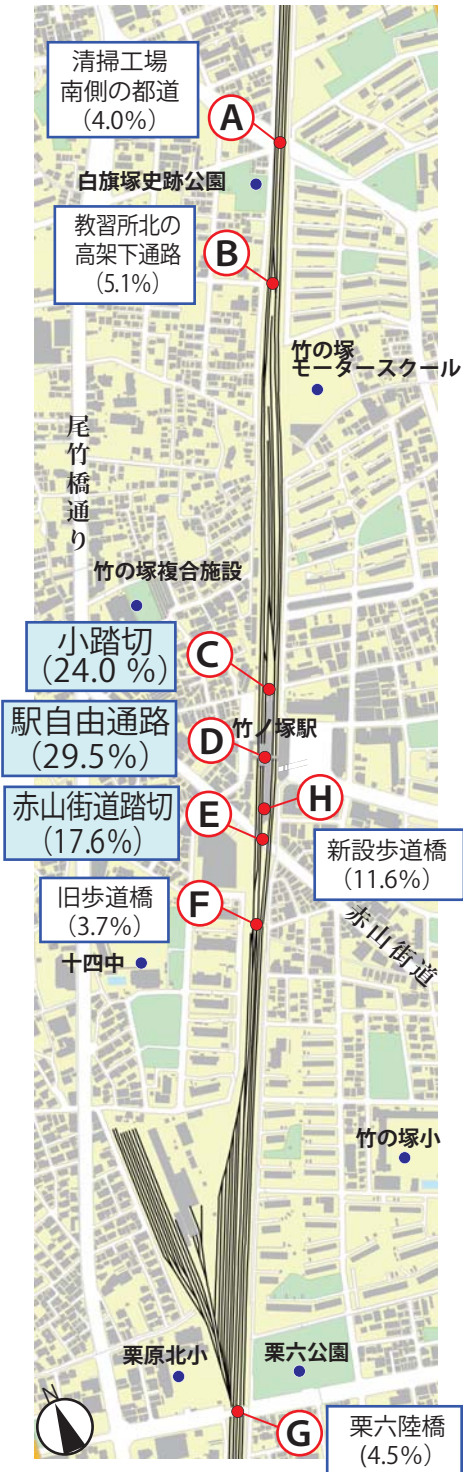 清掃工場
南側の都道
（4.0%）
A
白旗塚史跡公園
教習所北の
高架下通路
（5.1%）
B
竹の塚
モータースクール
尾竹橋通り
竹の塚複合施設
小踏切
（24.0 %）
C
駅自由通路
（29.5%）
竹ノ塚駅
D
赤山街道踏切
（17.6%）
E
H
新設歩道橋
（11.6%）
旧歩道橋
（3.7%）
F
赤山街道
十四中
竹の塚小
栗原北小
栗六公園
N
G
栗六陸橋
（4.5%）